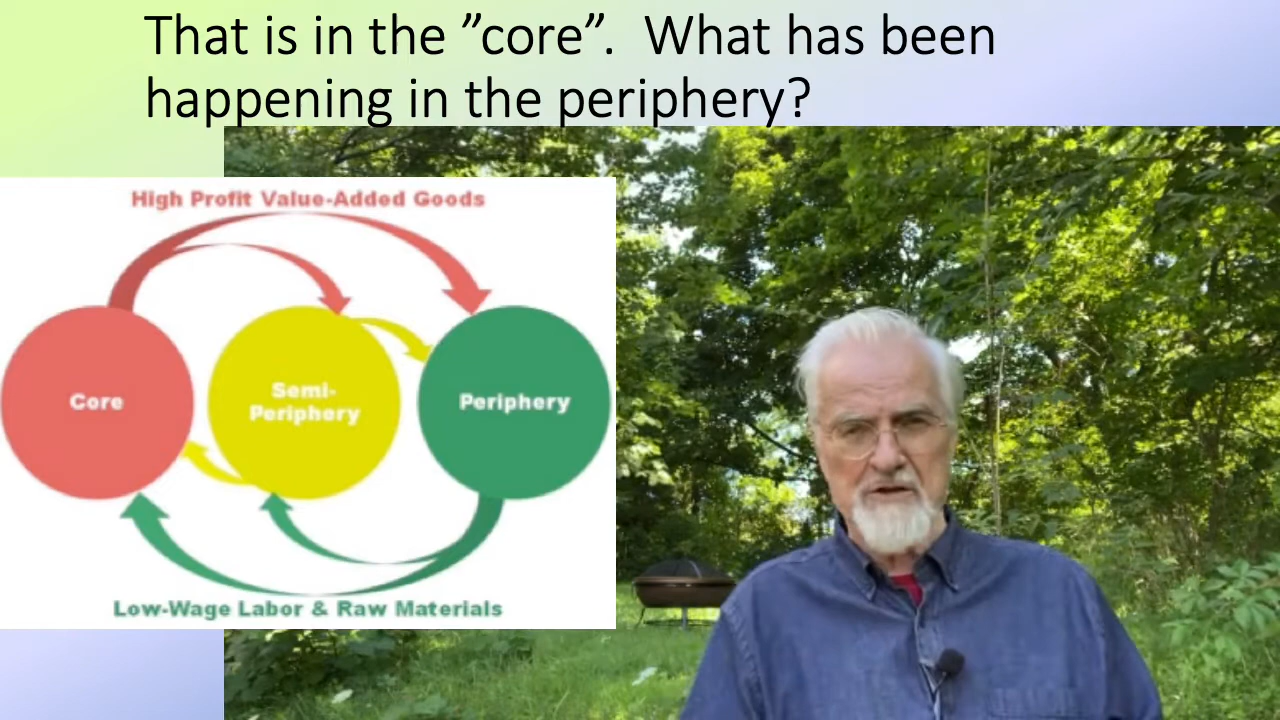 That is in the ”core”.  What has been
happening in the periphery?
High Profit Value-Added Goods
Core
Semi-
Periphery
Periphery
Low-Wage Labor & Raw Materials